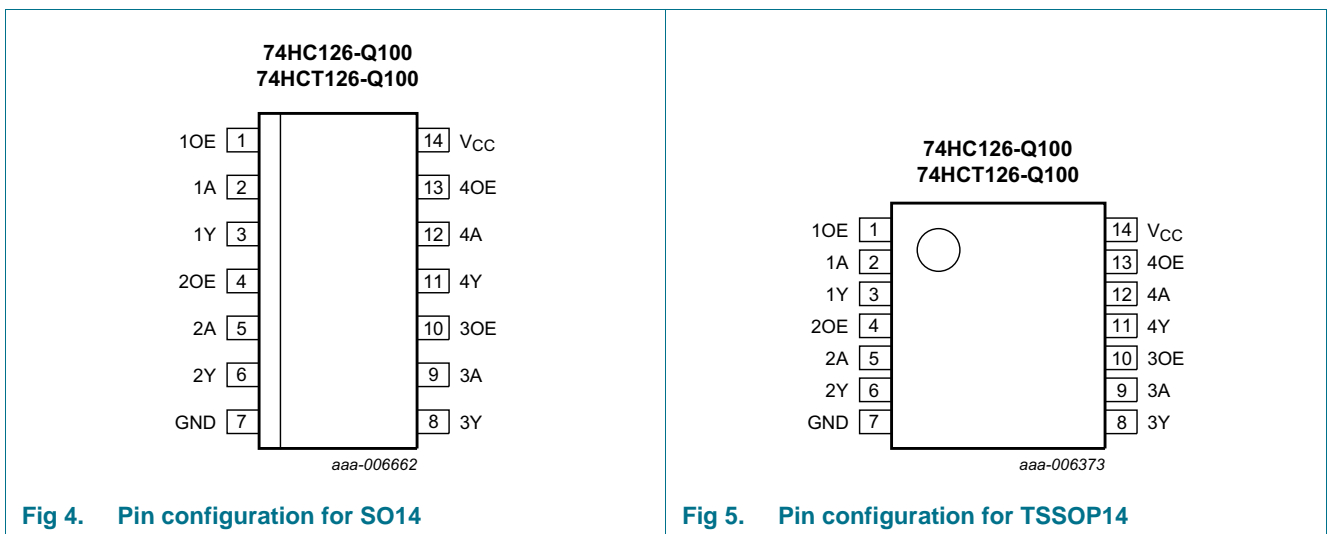 74HC126-Q100
74HCT126-Q100
1OE 1 14 VCC
1A 2 13 4OE
1Y 3 12 4A
2OE 4 11 4Y
2A 5 10 3OE
2Y 6 9 3A
GND 7 8 3Y
aaa-006662
Fig 4. Pin configuration for SO14
74HC126-Q100
74HCT126-Q100
1OE 1 14 VCC
1A 2 13 4OE
1Y 3 12 4A
2OE 4 11 4Y
2A 5 10 3OE
2Y 6 9 3A
GND 7 8 3Y
aaa-006373
Fig 5. Pin configuration for TSSOP14